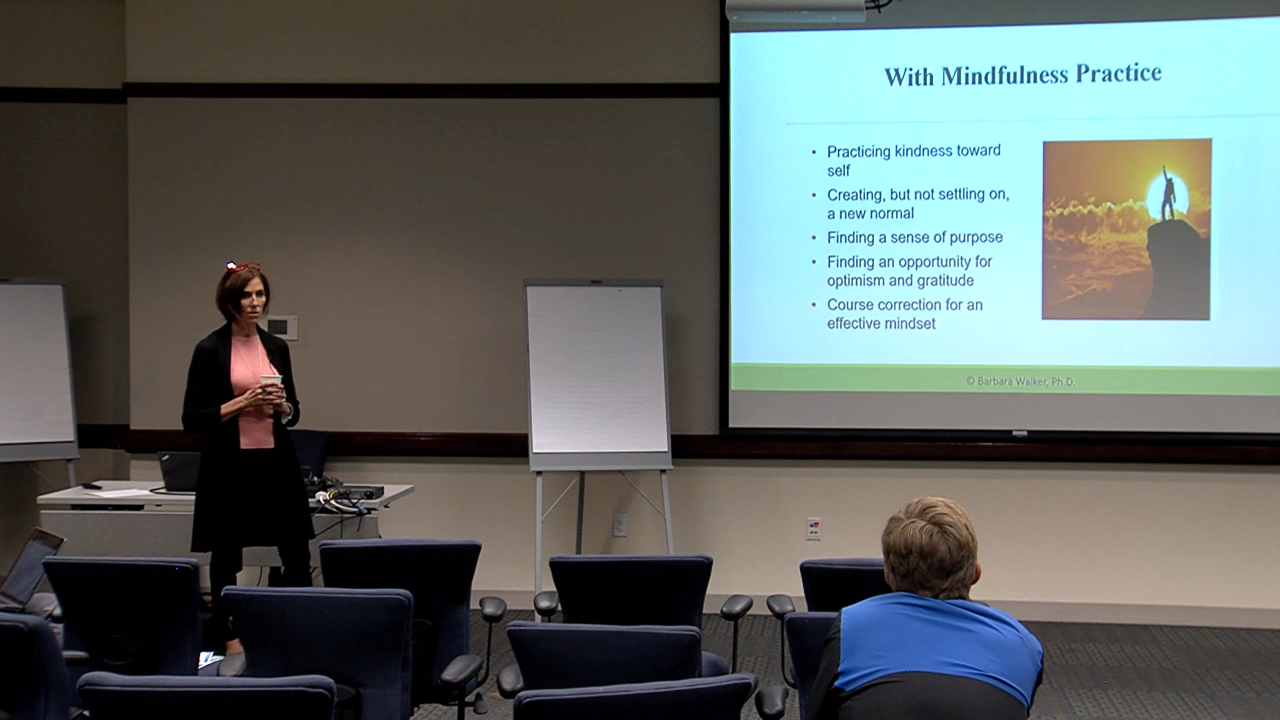 With Mindfulness Practice
• Practicing kindness toward
self
• Creating, but not settling on,
a new normal
• Finding a sense of purpose
• Finding an opportunity for
optimism and gratitude
• Course correction for an
effective mindset
© Barbara Walker, Ph.D.